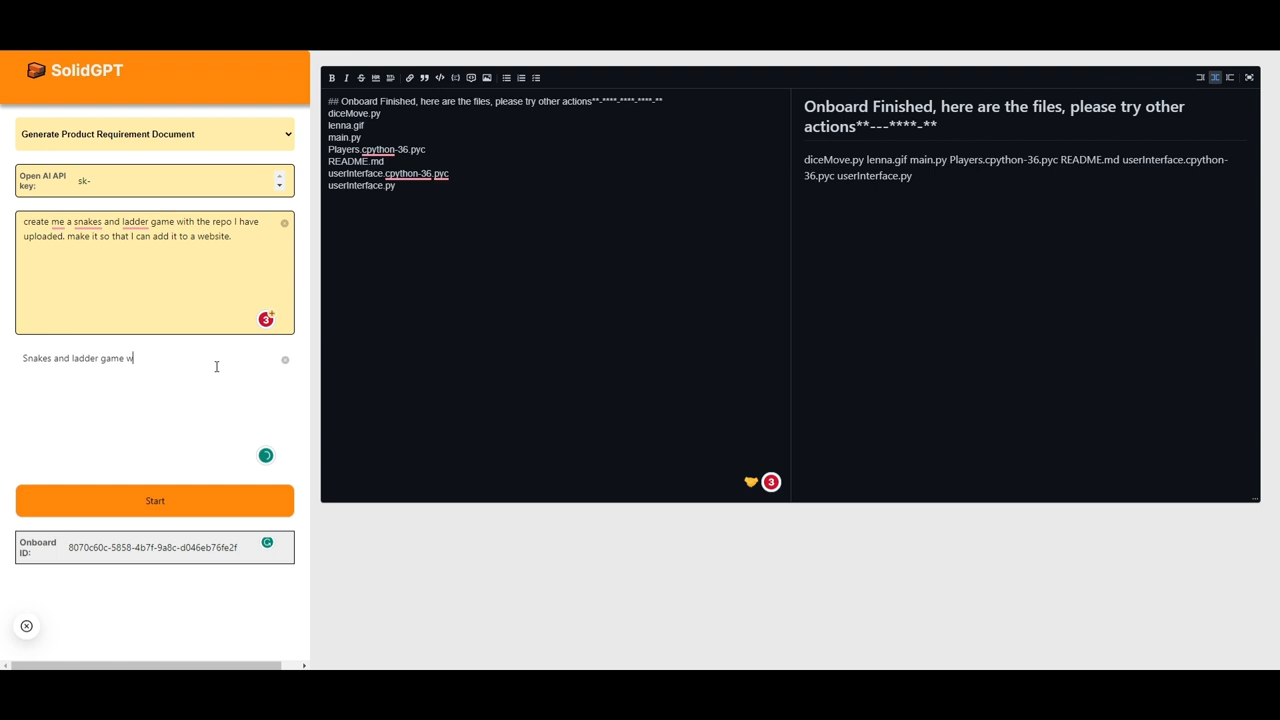 SolidGPT
Generate Product Requirement Document
Open AI API
key:
sk-
create me a snakes and ladder game with the repo I have
uploaded. make it so that I can add it to a website.
3
Snakes and ladder game w
Start
Onboard
ID:
8070c60c-5858-4b7f-9a8c-d046eb76fe2f
## Onboard Finished, here are the files, please try other actions**-****-****-****-**
diceMove.py
lenna.gif
main.py
Players.cpython-36.pyc
README.md
userInterface.cpython-36.pyc
userInterface.py
3
Onboard Finished, here are the files, please try other
actions**---****-**
diceMove.py lenna.gif main.py Players.cpython-36.pyc README.md userInterface.cpython-
36.pyc userInterface.py